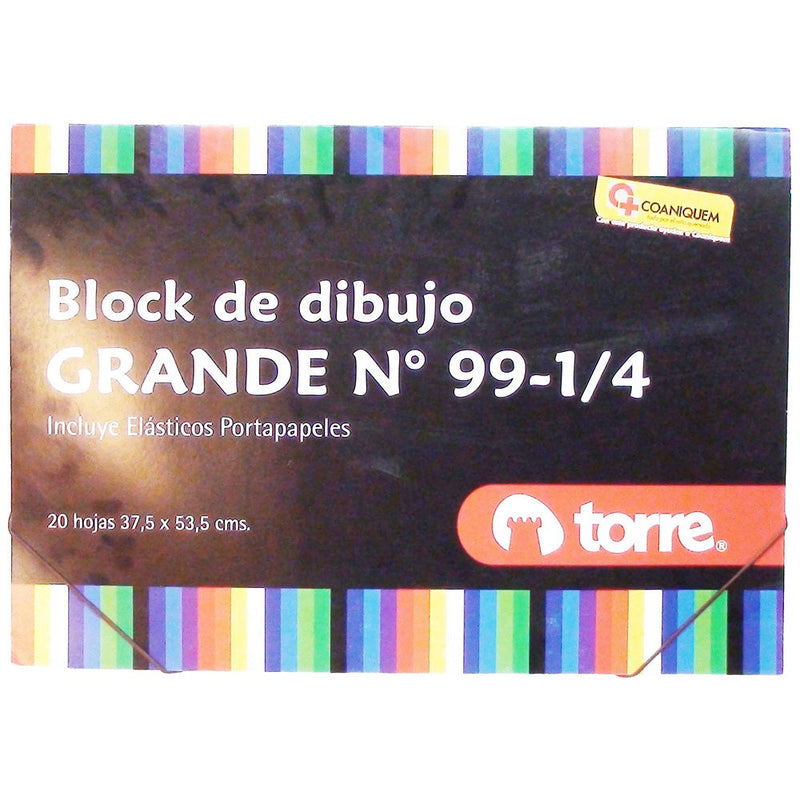 COANIQUEM
Block de dibujo
GRANDE N° 99-1/4
Incluye Elásticos Portapapeles
20 hojas 37,5 x 53,5 cms.
torre®